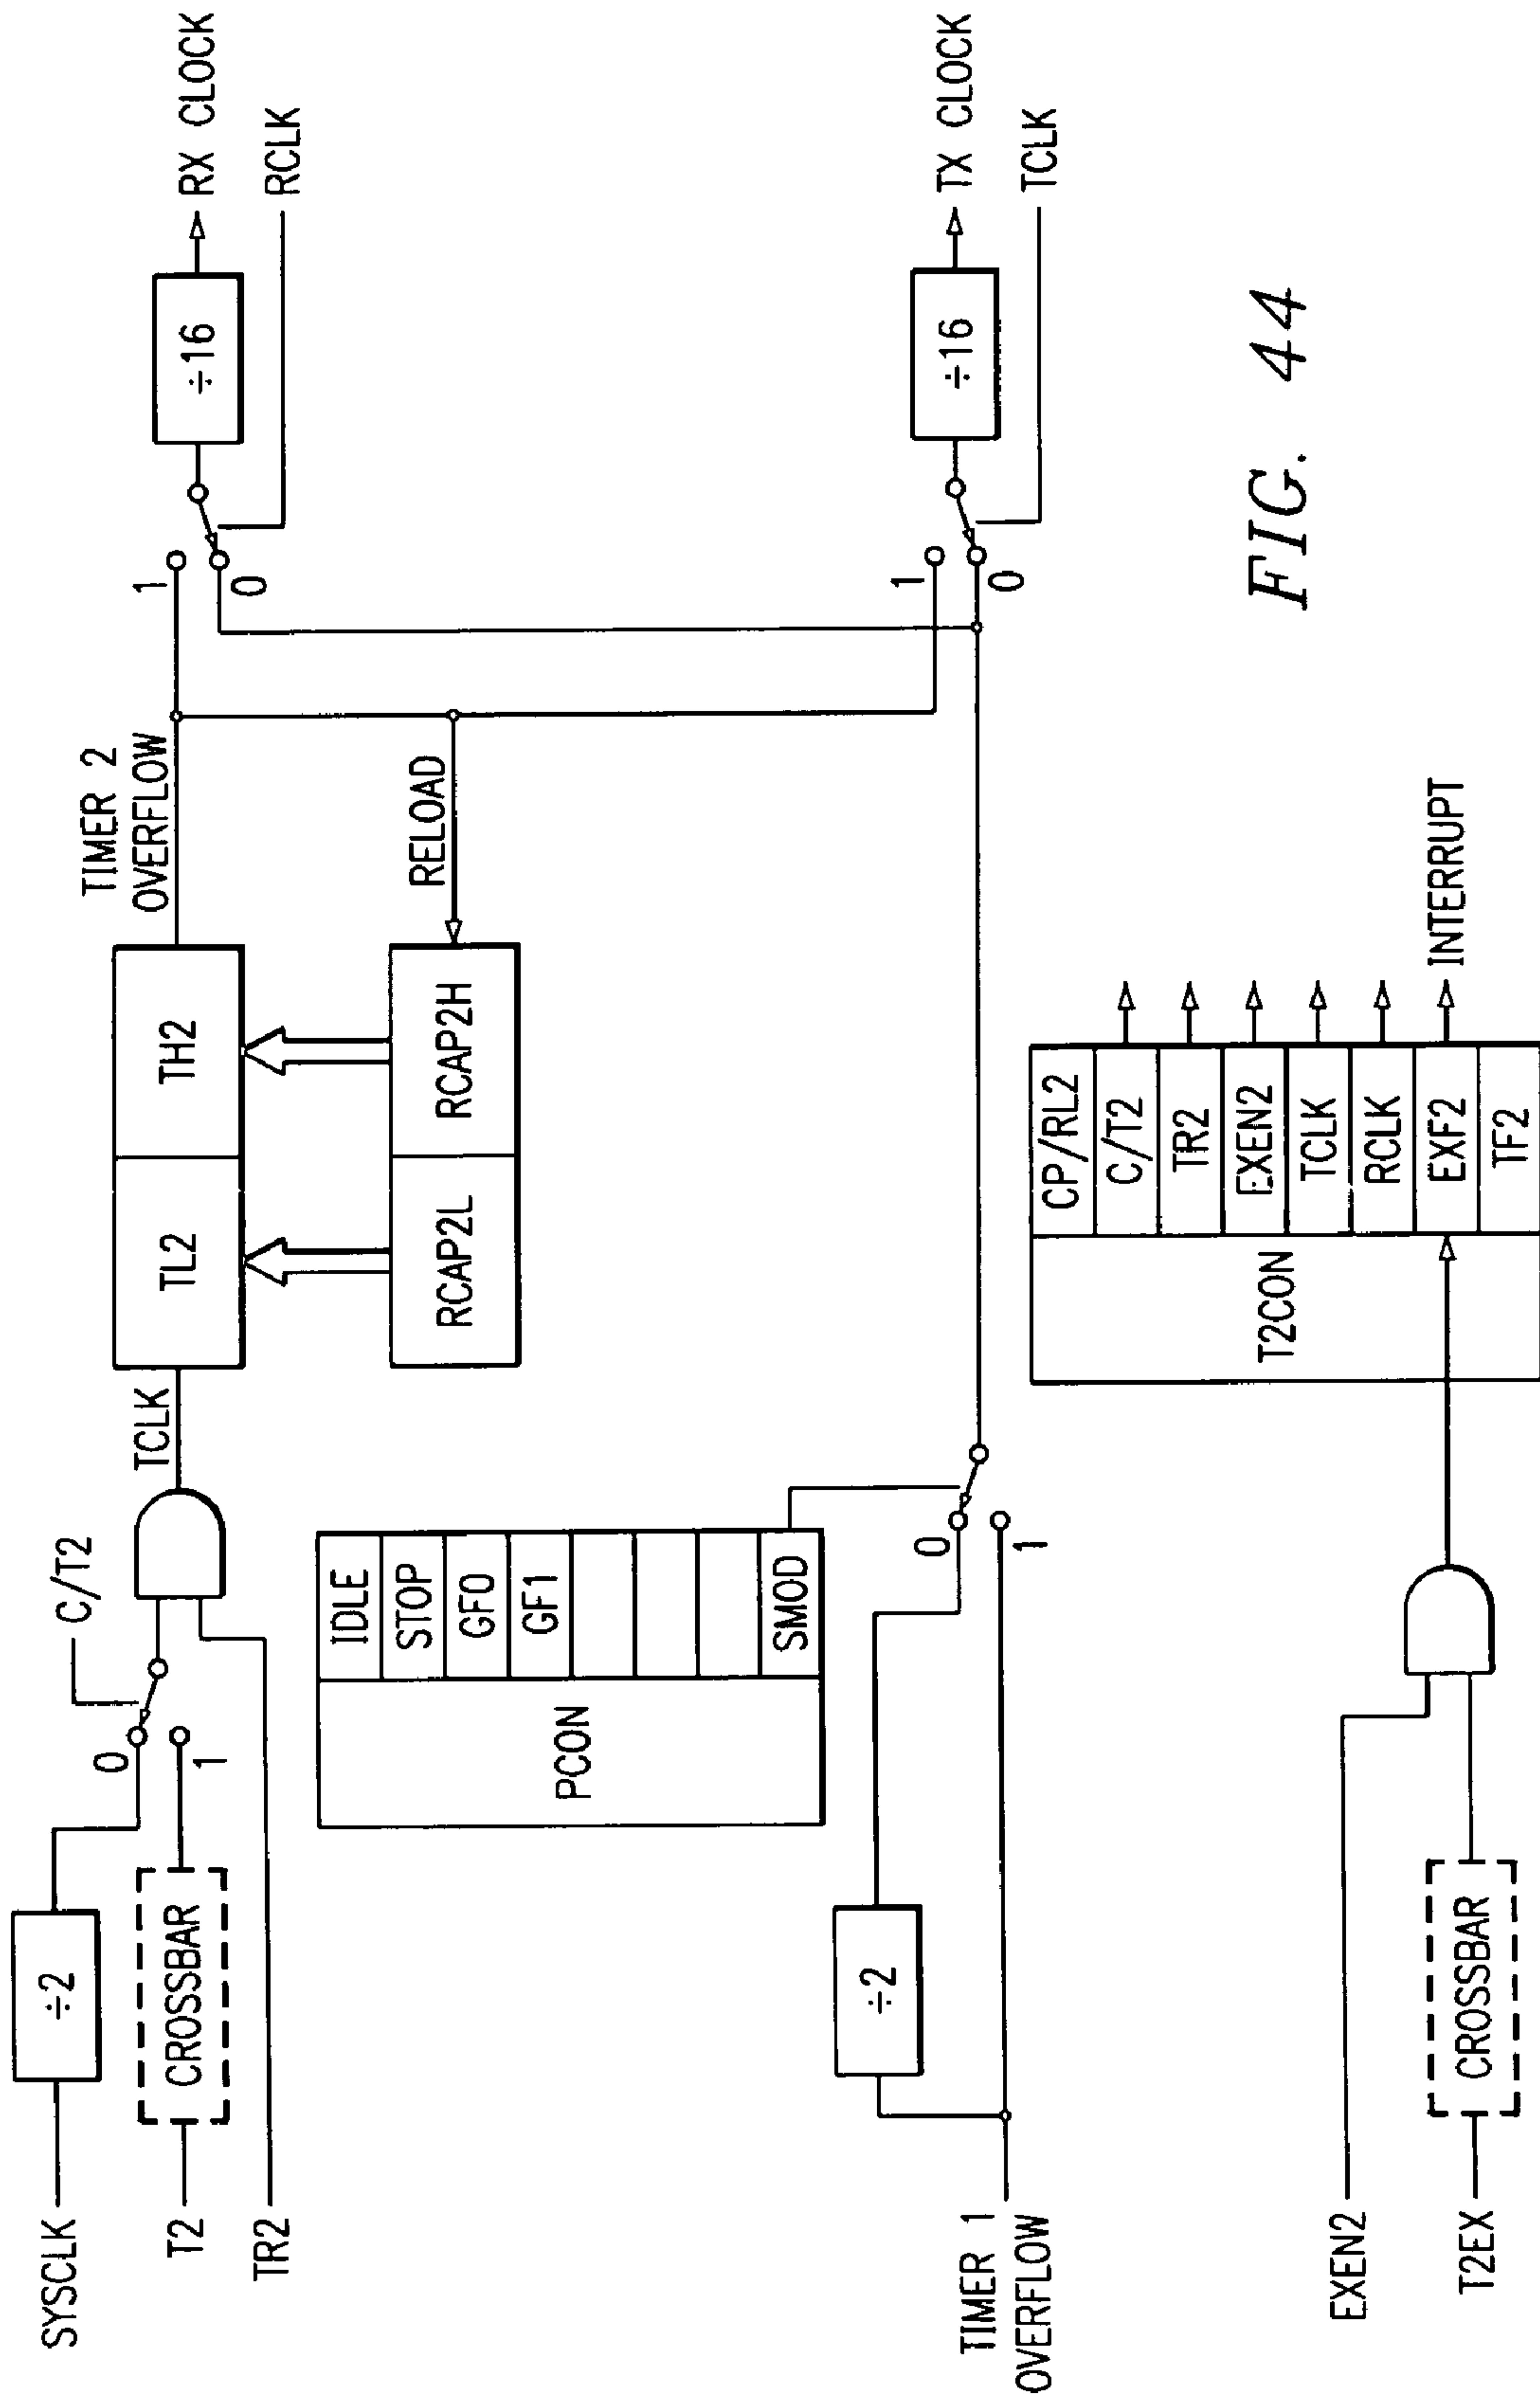 SYSCLK
÷2
0
C/T2
T2
CROSSBAR
1
TR2
TCLK
TL2
TH2
TIMER 2
OVERFLOW
RCAP2L
RCAP2H
RELOAD
1
0
÷16
RX CLOCK
RCLK
PCON
IDLE
STOP
GF0
GF1
SMOD
TIMER 1
OVERFLOW
÷2
0
1
1
0
÷16
TX CLOCK
TCLK
EXEN2
T2EX
CROSSBAR
T2CON
CP/RL2
C/T2
TR2
EXEN2
TCLK
RCLK
EXF2
TF2
INTERRUPT
FIG. 44